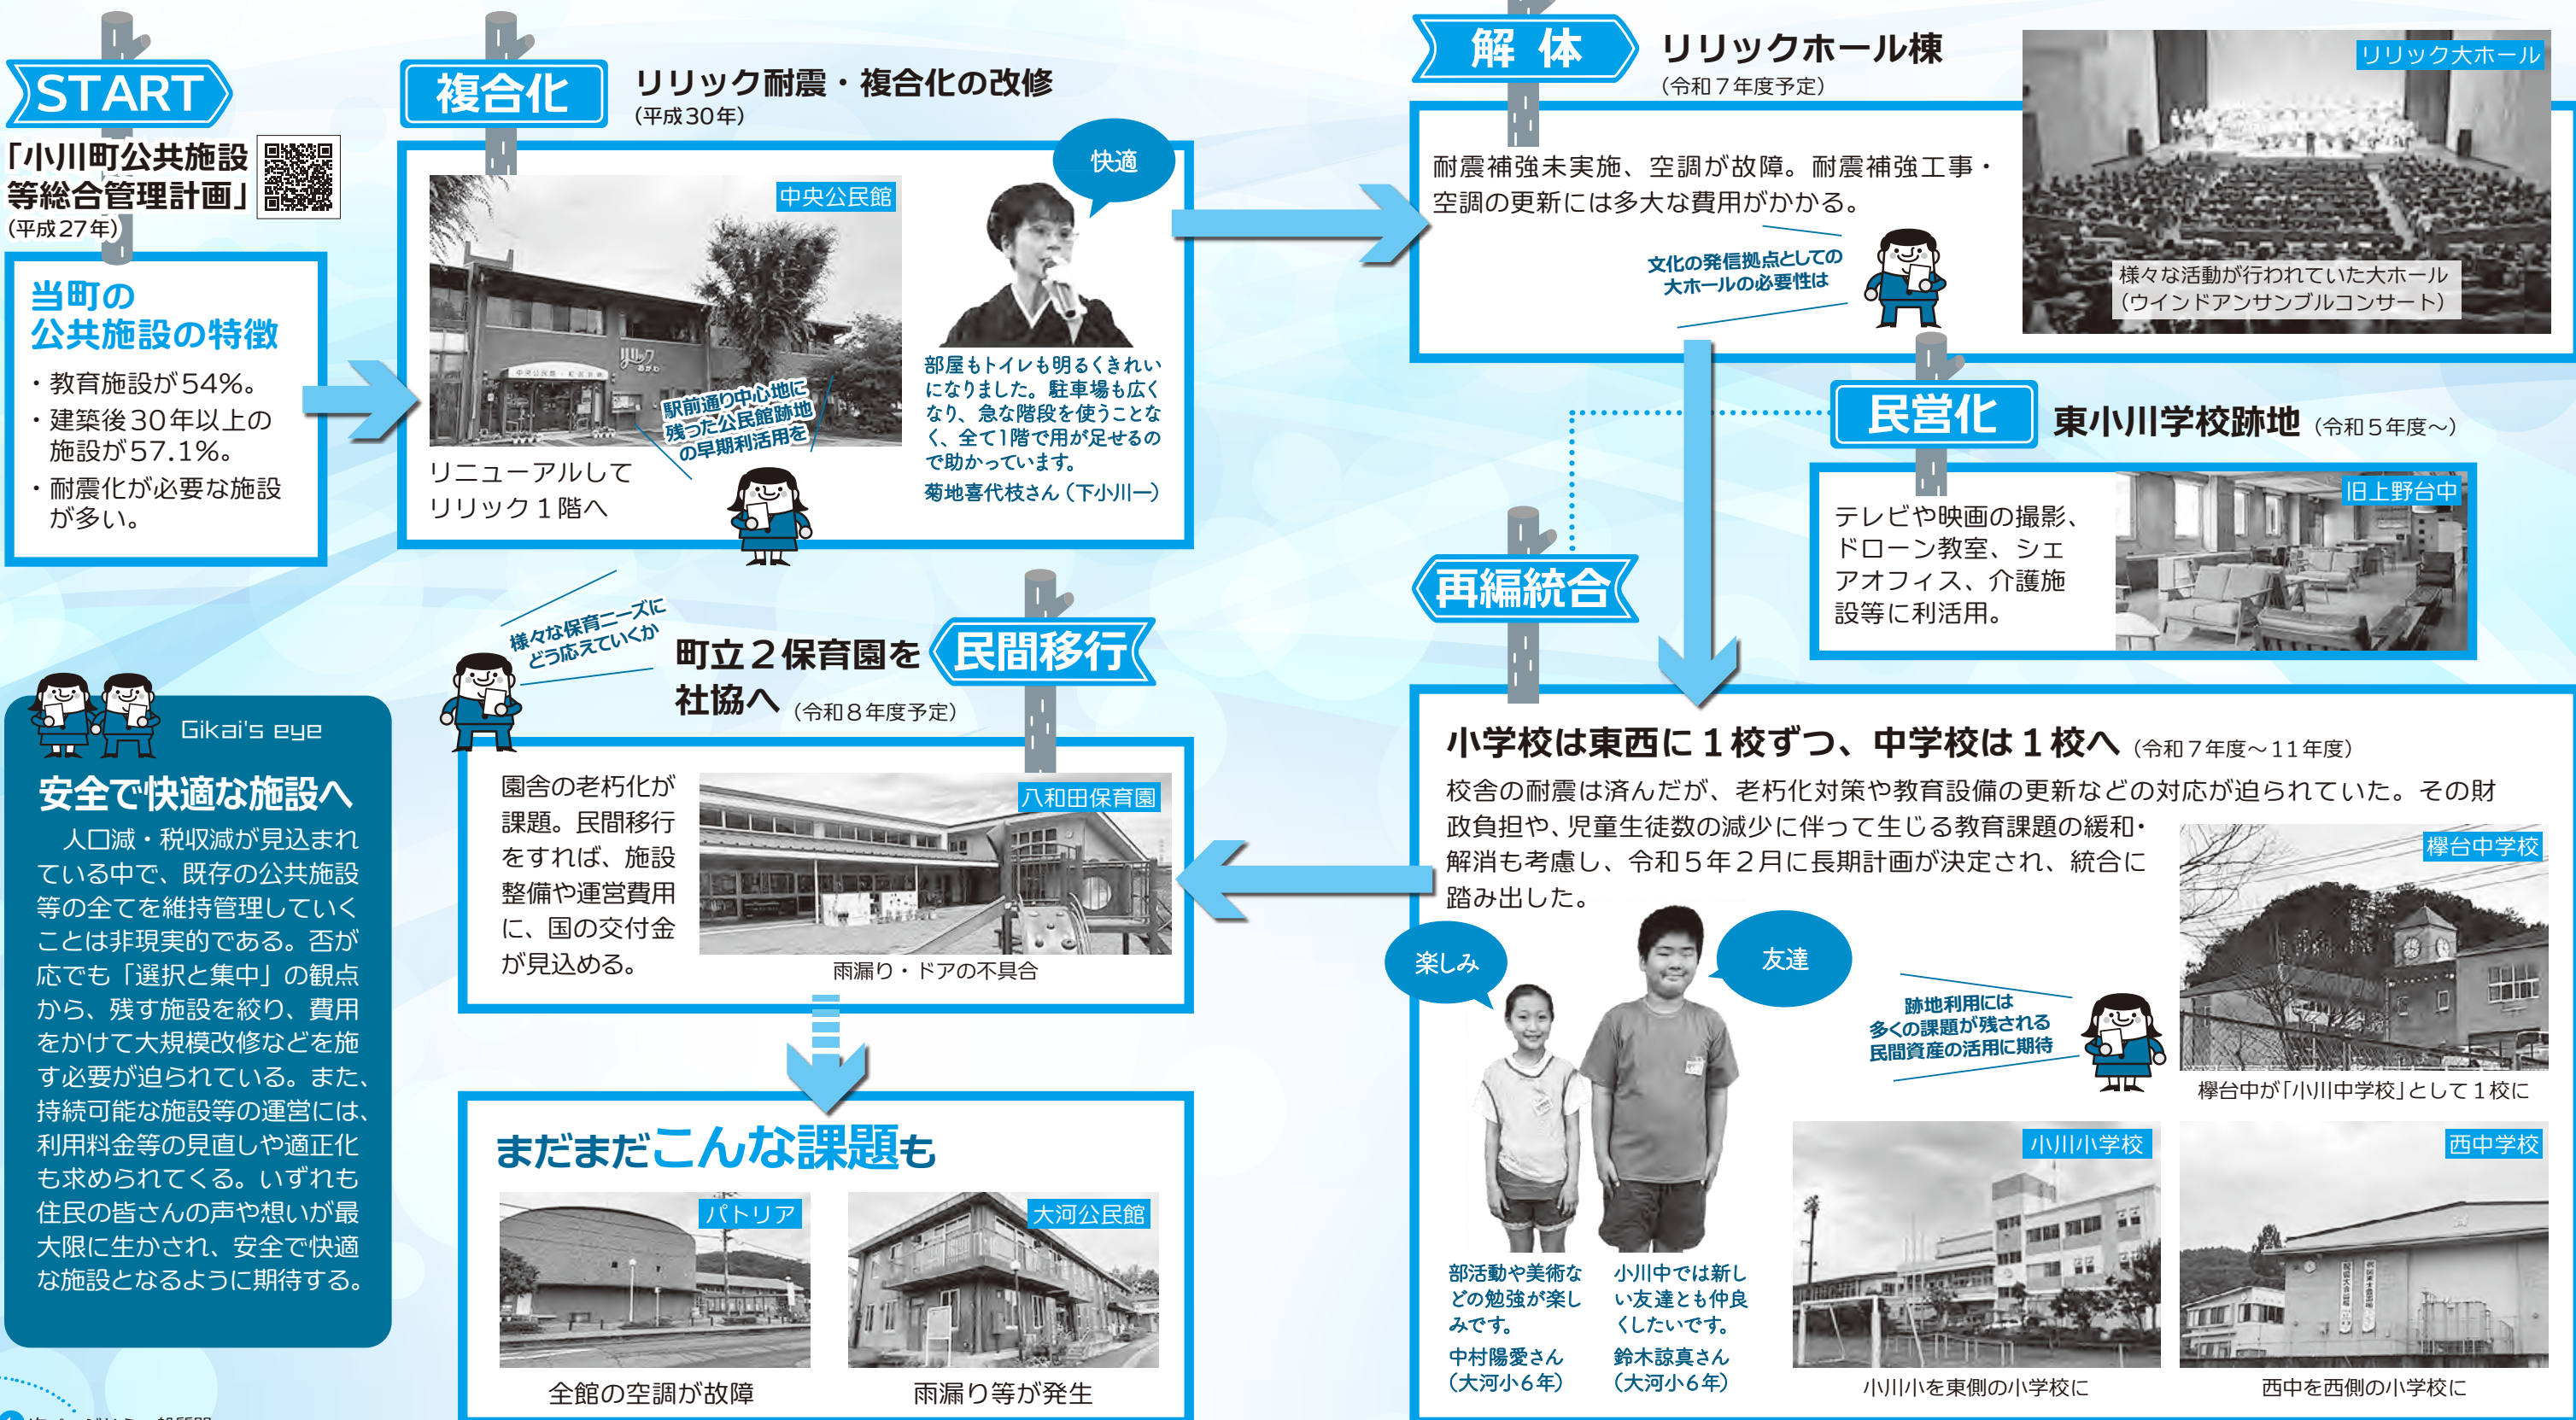 START
「小川町公共施設
等総合管理計画」
(平成27年)
当町の
公共施設の特徴
・教育施設が54%。
・建築後30年以上の
施設が57.1%。
・耐震化が必要な施設
が多い。
複合化
リリック耐震・複合化の改修
(平成30年)
中央公民館
リリック
おがわ
駅前通り中心地に
残った公民館跡地
の早期利活用を
リニューアルして
リリック1階へ
快適
部屋もトイレも明るくきれい
になりました。駐車場も広く
なり、急な階段を使うことな
く、全て1階で用が足せるの
で助かっています。
菊地喜代枝さん(下小川一)
解体
リリックホール棟
(令和7年度予定)
耐震補強未実施、空調が故障。耐震補強工事・
空調の更新には多大な費用がかかる。
文化の発信拠点としての
大ホールの必要性は
リリック大ホール
様々な活動が行われていた大ホール
(ウインドアンサンブルコンサート)
民営化
東小川学校跡地(令和5年度～)
テレビや映画の撮影、
ドローン教室、シェ
アオフィス、介護施
設等に利活用。
旧上野台中
再編統合
小学校は東西に1校ずつ、中学校は1校へ(令和7年度～11年度)
校舎の耐震は済んだが、老朽化対策や教育設備の更新などの対応が迫られていた。その財
政負担や、児童生徒数の減少に伴って生じる教育課題の緩和・
解消も考慮し、令和5年2月に長期計画が決定され、統合に
踏み出した。
欅台中学校
欅台中が「小川中学校」として1校に
楽しみ
友達
跡地利用には
多くの課題が残される
民間資産の活用に期待
部活動や美術な
どの勉強が楽し
みです。
中村陽愛さん
(大河小6年)
小川中では新し
い友達とも仲良
くしたいです。
鈴木諒真さん
(大河小6年)
小川小学校
小川小を東側の小学校に
西中学校
西中を西側の小学校に
様々な保育ニーズに
どう応えていくか
町立2保育園を
社協へ(令和8年度予定)
民間移行
園舎の老朽化が
課題。民間移行
をすれば、施設
整備や運営費用
に、国の交付金
が見込める。
八和田保育園
雨漏り・ドアの不具合
まだまだこんな課題も
パトリア
全館の空調が故障
大河公民館
雨漏り等が発生
Gikai's eye
安全で快適な施設へ
人口減・税収減が見込まれ
ている中で、既存の公共施設
等の全てを維持管理していく
ことは非現実的である。否が
応でも「選択と集中」の観点
から、残す施設を絞り、費用
をかけて大規模改修などを施
す必要が迫られている。また、
持続可能な施設等の運営には、
利用料金等の見直しや適正化
も求められてくる。いずれも
住民の皆さんの声や想いが最
大限に生かされ、安全で快適
な施設となるように期待する。